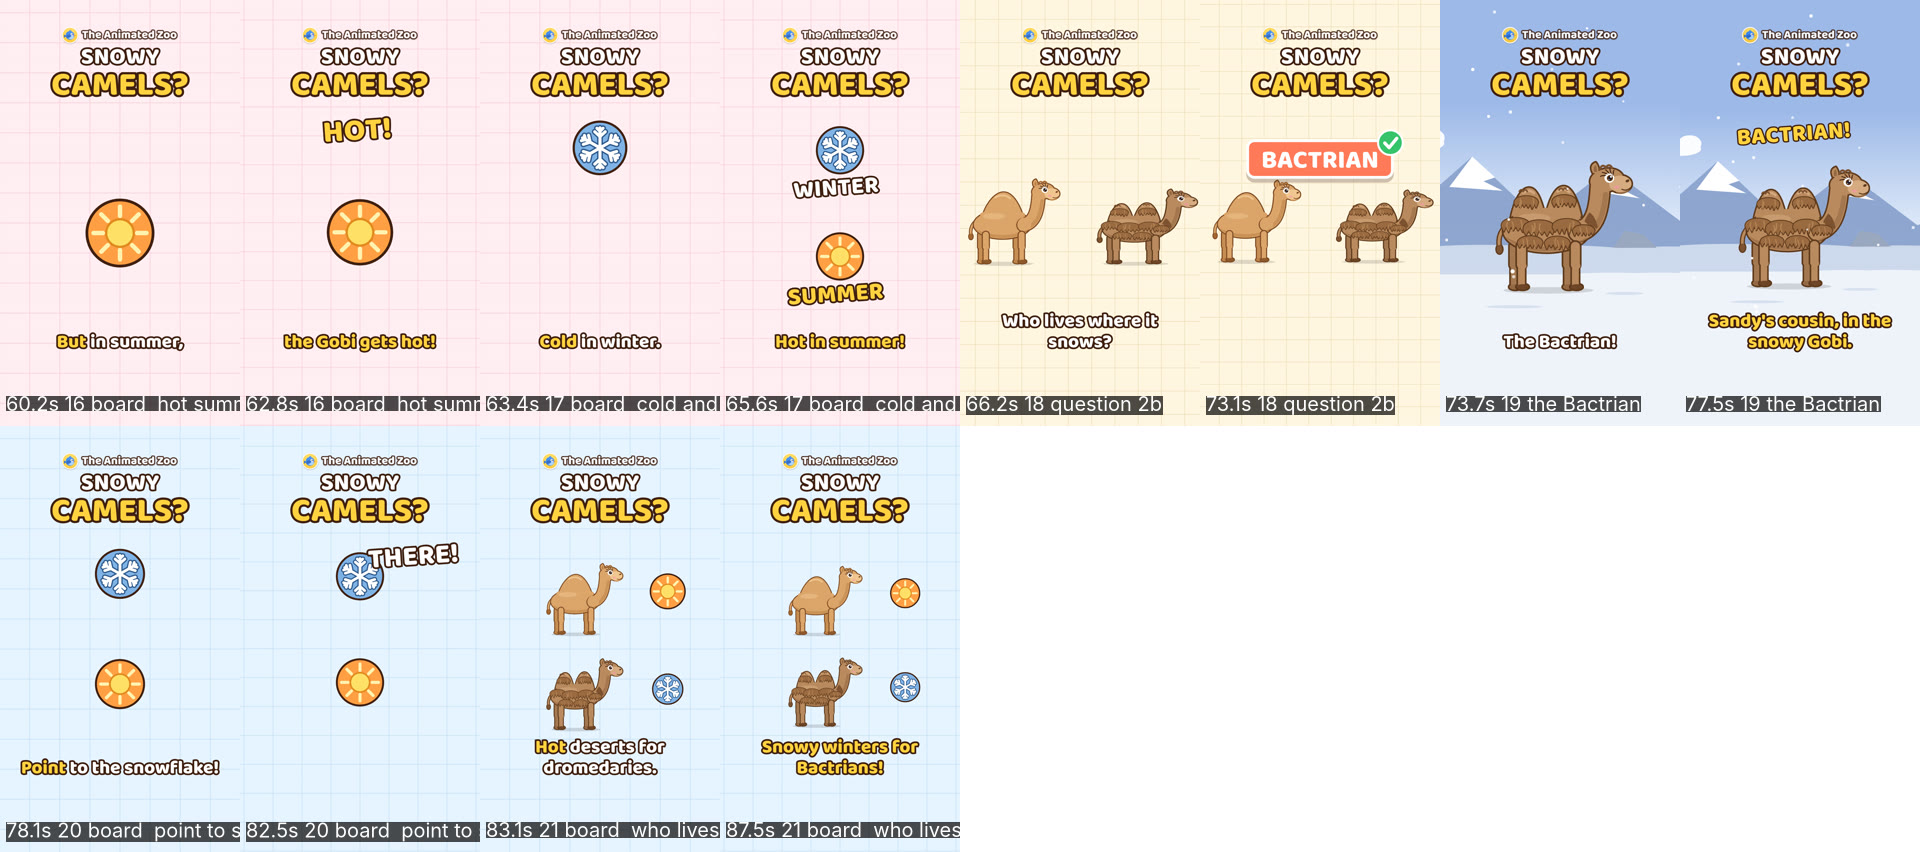 The Animated Zoo
SNOWY
CAMELS?
But in summer,
60.2s 16 board hot sumr
The Animated Zoo
SNOWY
CAMELS?
HOT!
the Gobi gets hot!
62.8s 16 board hot sumr
The Animated Zoo
SNOWY
CAMELS?
Cold in winter.
63.4s 17 board cold and
The Animated Zoo
SNOWY
CAMELS?
WINTER
SUMMER
Hot in summer!
65.6s 17 board cold and
The Animated Zoo
SNOWY
CAMELS?
Who lives where it
snows?
66.2s 18 question 2b
The Animated Zoo
SNOWY
CAMELS?
BACTRIAN
73.1s 18 question 2b
The Animated Zoo
SNOWY
CAMELS?
The Bactrian!
73.7s 19 the Bactrian
The Animated Zoo
SNOWY
CAMELS?
BACTRIAN!
Sandy's cousin, in the
snowy Gobi.
77.5s 19 the Bactrian
The Animated Zoo
SNOWY
CAMELS?
Point to the snowflake!
78.1s 20 board point to s
The Animated Zoo
SNOWY
CAMELS?
THERE!
82.5s 20 board point to
The Animated Zoo
SNOWY
CAMELS?
Hot deserts for
dromedaries.
83.1s 21 board who lives
The Animated Zoo
SNOWY
CAMELS?
Snowy winters for
Bactrians!
87.5s 21 board who lives